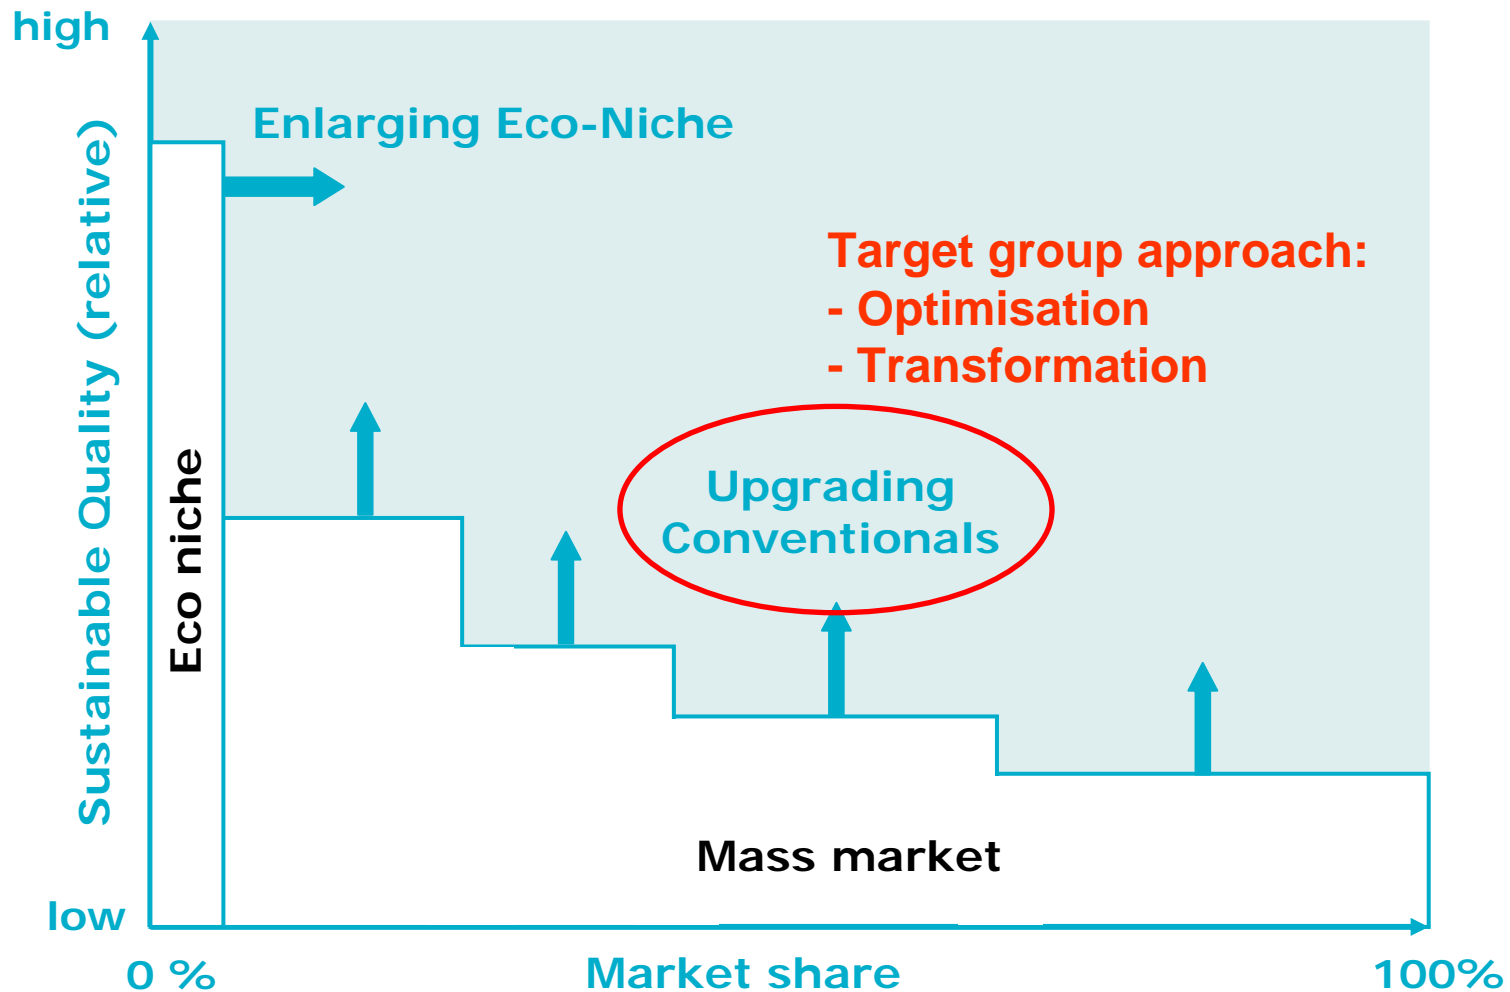 high
Enlarging Eco-Niche
Target group approach:
- Optimisation
- Transformation
Sustainable Quality (relative)
Eco niche
Upgrading
Conventionals
Mass market
low
0 %
Market share
100%